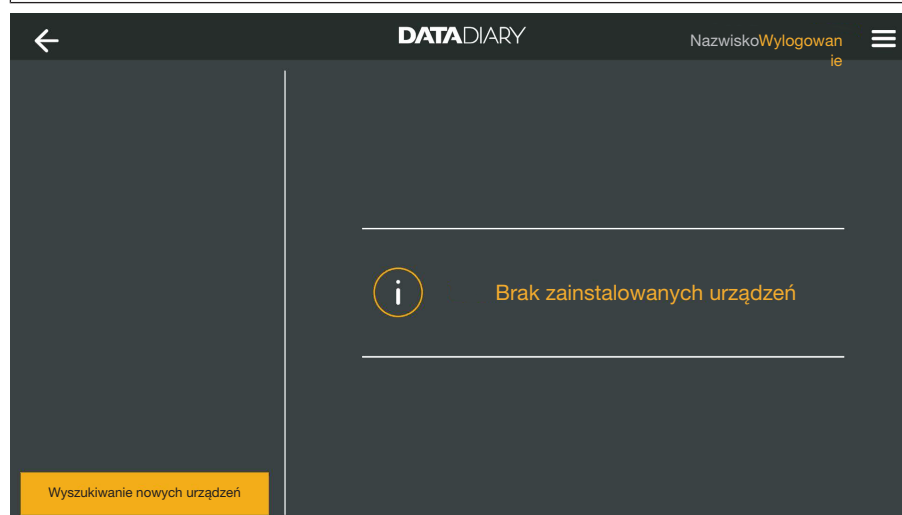 DATADIARY
NazwiskoWylogowan
ie
Brak zainstalowanych urządzeń
Wyszukiwanie nowych urządzeń